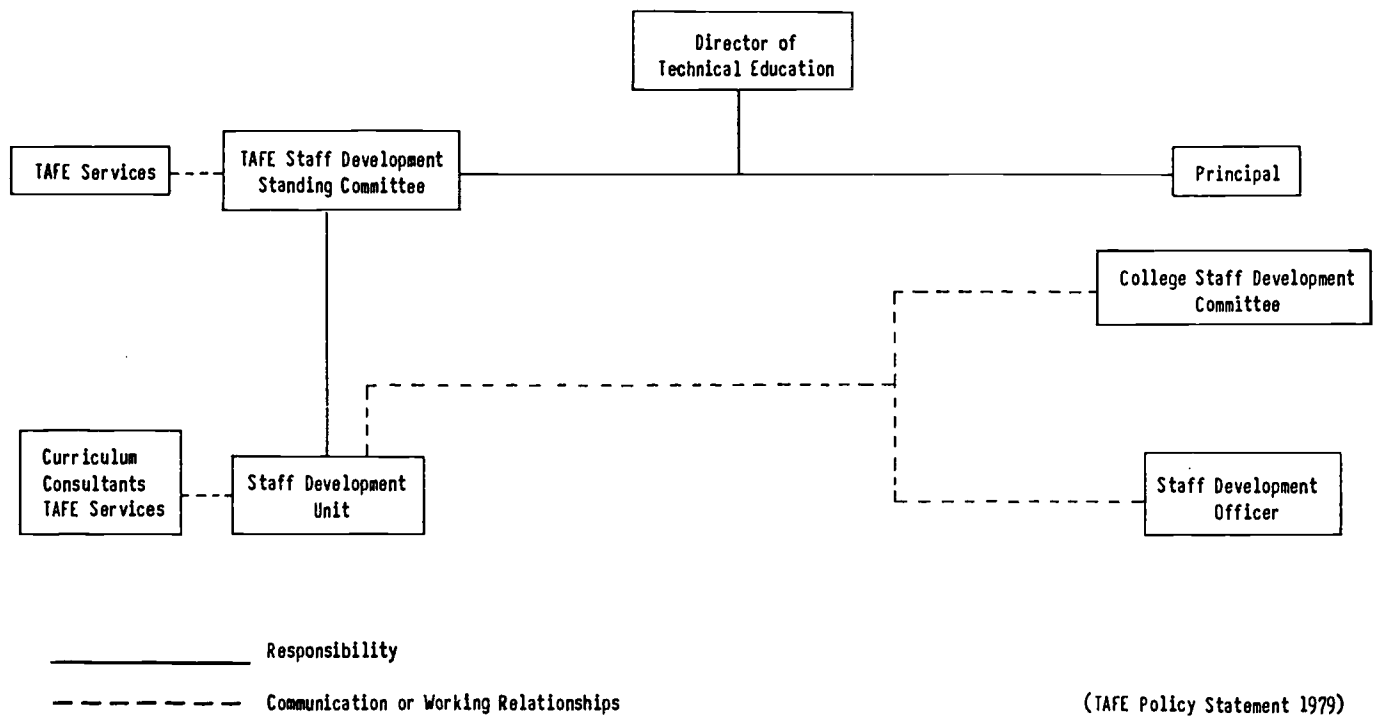 Director of
Technical Education
TAFE Services
TAFE Staff Development
Standing Committee
Principal
College Staff Development
Committee
Curriculum
Consultants
TAFE Services
Staff Development
Unit
Staff Development
Officer
Responsibility
Communication or Working Relationships
(TAFE Policy Statement 1979)